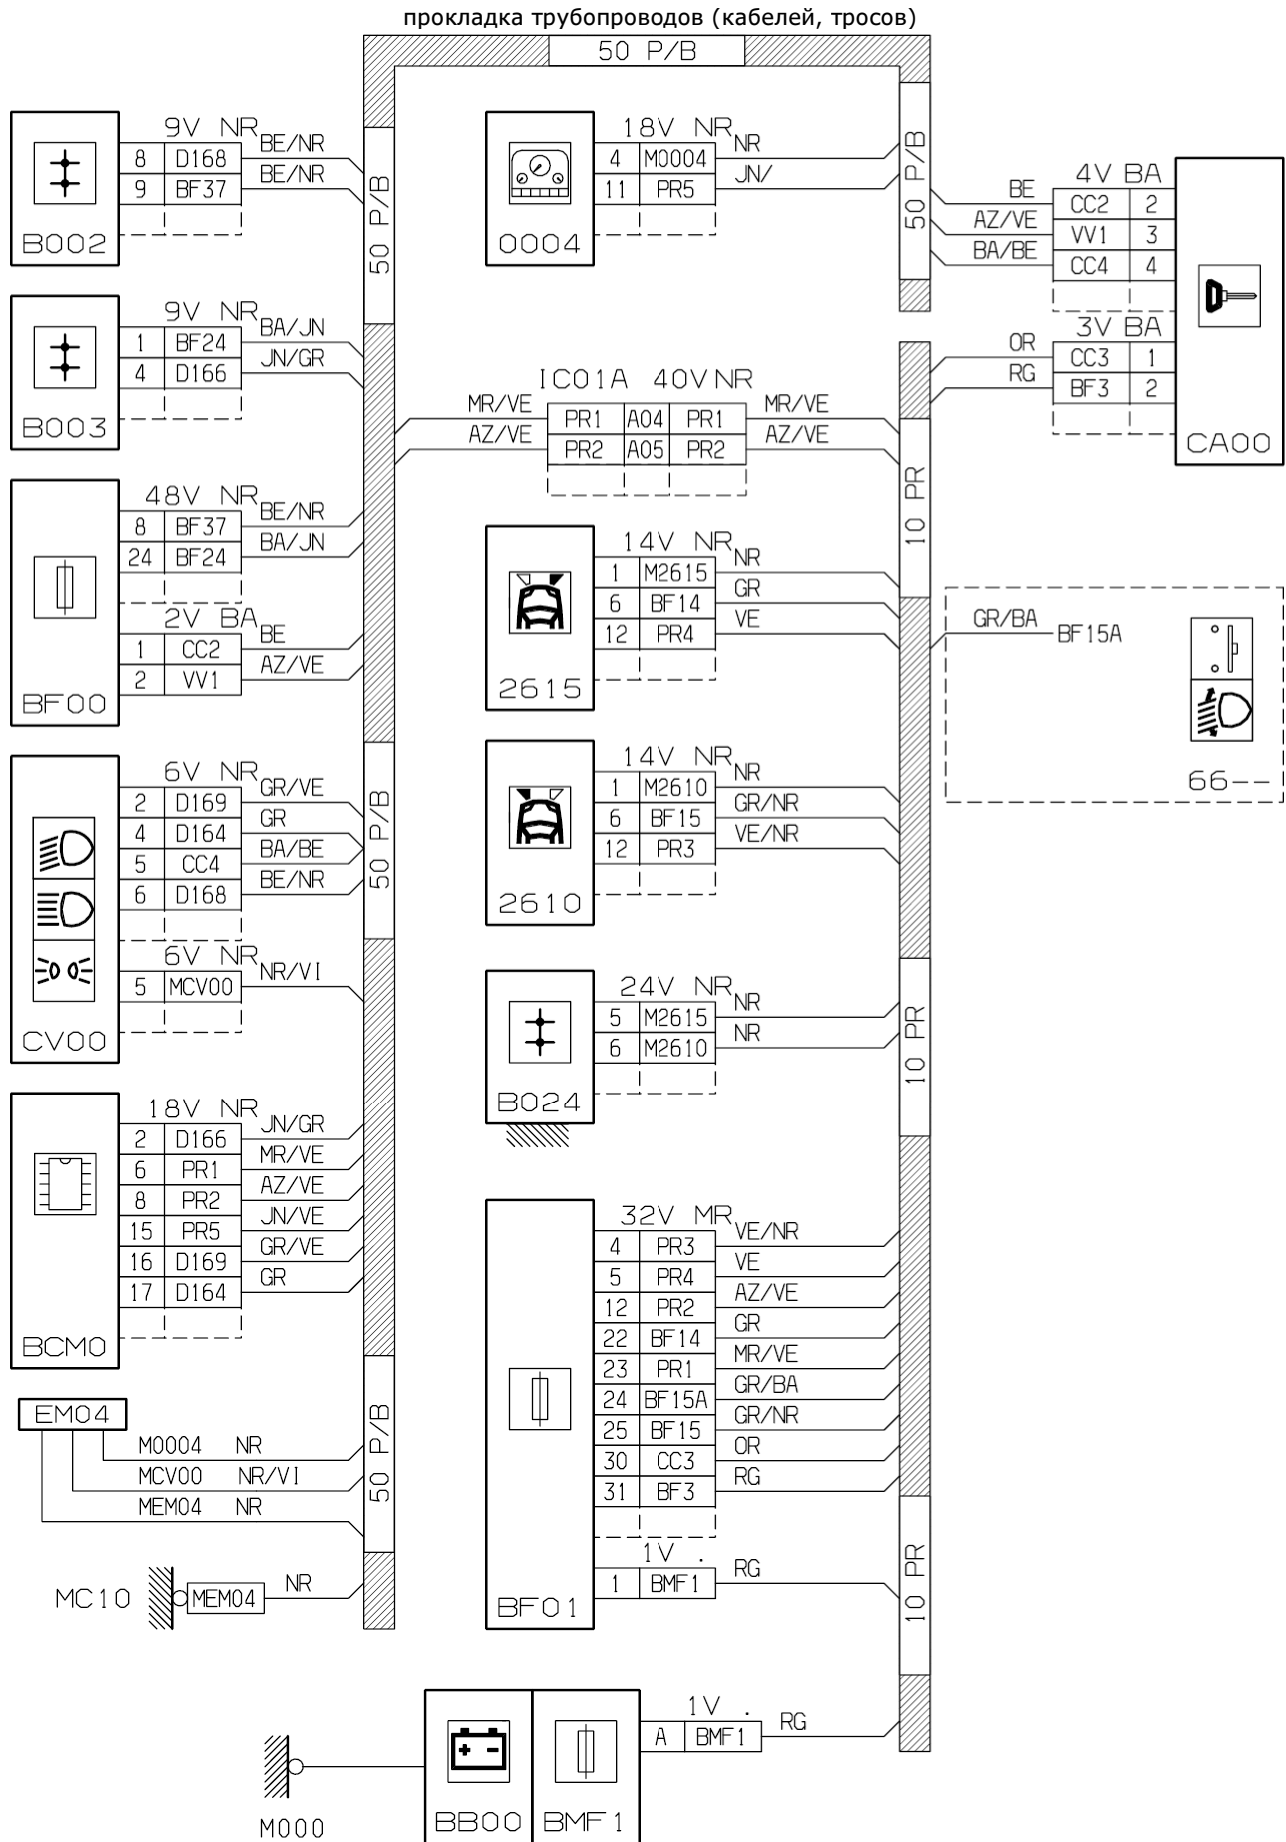 прокладка трубопроводов (кабелей, тросов)
50 P/B
9V NR
8 D168 BE/NR
9 BF37 BE/NR
B002
9V NR
1 BF24 BA/JN
4 D166 JN/GR
B003
48V NR
8 BF37 BE/NR
24 BF24 BA/JN
2V BA
1 CC2 BE
2 VV1 AZ/VE
BF00
6V NR
2 D169 GR/VE
4 D164 GR
5 CC4 BA/BE
6 D168 BE/NR
6V NR
5 MCV00 NR/VI
CV00
18V NR
2 D166 JN/GR
6 PR1 MR/VE
8 PR2 AZ/VE
15 PR5 JN/VE
16 D169 GR/VE
17 D164 GR
BCM0
EM04
M0004 NR
MCV00 NR/VI
MEM04 NR
MC10 MEM04 NR
50 P/B
50 P/B
50 P/B
18V NR
4 M0004 NR
11 PR5 JN/
0004
50 P/B
IC01A 40V NR
MR/VE PR1 A04 PR1 MR/VE
AZ/VE PR2 A05 PR2 AZ/VE
14V NR
1 M2615 NR
6 BF14 GR
12 PR4 VE
2615
14V NR
1 M2610 NR
6 BF15 GR/NR
12 PR3 VE/NR
2610
24V NR
5 M2615 NR
6 M2610 NR
B024
32V MR
4 PR3 VE/NR
5 PR4 VE
12 PR2 AZ/VE
22 BF14 GR
23 PR1 MR/VE
24 BF15A GR/BA
25 BF15 GR/NR
30 CC3 OR
31 BF3 RG
1V .
1 BMF1 RG
BF01
10 PR
10 PR
10 PR
4V BA
BE CC2 2
AZ/VE VV1 3
BA/BE CC4 4
3V BA
OR CC3 1
RG BF3 2
CA00
GR/BA BF15A
66--
1V .
A BMF1 RG
M000
BB00
BMF1